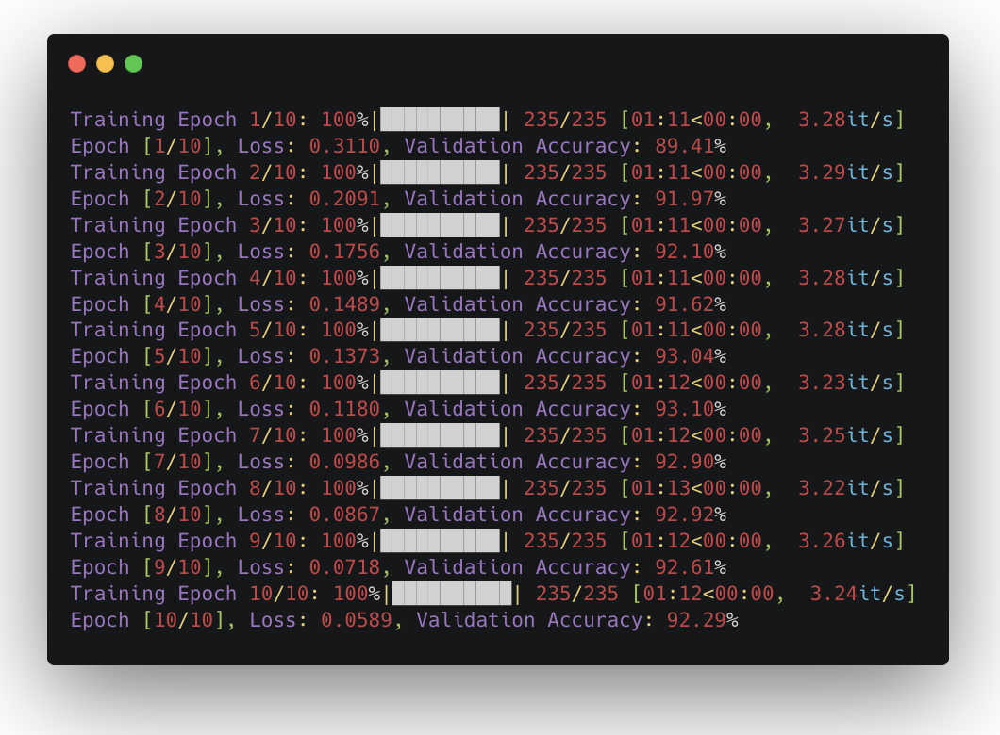 Training Epoch 1/10: 100%|██████████| 235/235 [01:11<00:00,  3.28it/s]
Epoch [1/10], Loss: 0.3110, Validation Accuracy: 89.41%
Training Epoch 2/10: 100%|██████████| 235/235 [01:11<00:00,  3.29it/s]
Epoch [2/10], Loss: 0.2091, Validation Accuracy: 91.97%
Training Epoch 3/10: 100%|██████████| 235/235 [01:11<00:00,  3.27it/s]
Epoch [3/10], Loss: 0.1756, Validation Accuracy: 92.10%
Training Epoch 4/10: 100%|██████████| 235/235 [01:11<00:00,  3.28it/s]
Epoch [4/10], Loss: 0.1489, Validation Accuracy: 91.62%
Training Epoch 5/10: 100%|██████████| 235/235 [01:11<00:00,  3.28it/s]
Epoch [5/10], Loss: 0.1373, Validation Accuracy: 93.04%
Training Epoch 6/10: 100%|██████████| 235/235 [01:12<00:00,  3.23it/s]
Epoch [6/10], Loss: 0.1180, Validation Accuracy: 93.10%
Training Epoch 7/10: 100%|██████████| 235/235 [01:12<00:00,  3.25it/s]
Epoch [7/10], Loss: 0.0986, Validation Accuracy: 92.90%
Training Epoch 8/10: 100%|██████████| 235/235 [01:13<00:00,  3.22it/s]
Epoch [8/10], Loss: 0.0867, Validation Accuracy: 92.92%
Training Epoch 9/10: 100%|██████████| 235/235 [01:12<00:00,  3.26it/s]
Epoch [9/10], Loss: 0.0718, Validation Accuracy: 92.61%
Training Epoch 10/10: 100%|██████████| 235/235 [01:12<00:00,  3.24it/s]
Epoch [10/10], Loss: 0.0589, Validation Accuracy: 92.29%